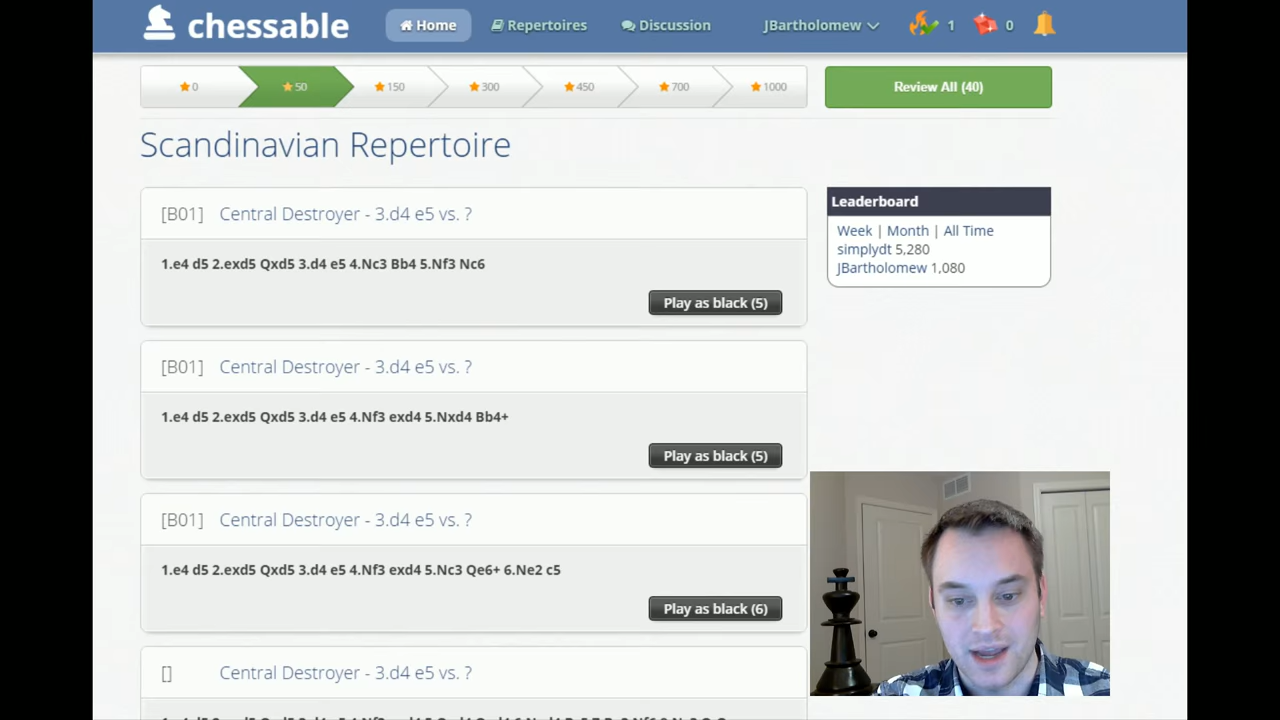 chessable
Home
Repertoires
Discussion
JBartholomew
1
0
0
50
150
300
450
700
1000
Review All (40)
Scandinavian Repertoire
[B01] Central Destroyer - 3.d4 e5 vs. ?
1.e4 d5 2.exd5 Qxd5 3.d4 e5 4.Nc3 Bb4 5.Nf3 Nc6
Play as black (5)
Leaderboard
Week | Month | All Time
simplydt 5,280
JBartholomew 1,080
[B01] Central Destroyer - 3.d4 e5 vs. ?
1.e4 d5 2.exd5 Qxd5 3.d4 e5 4.Nf3 exd4 5.Nxd4 Bb4+
Play as black (5)
[B01] Central Destroyer - 3.d4 e5 vs. ?
1.e4 d5 2.exd5 Qxd5 3.d4 e5 4.Nf3 exd4 5.Nc3 Qe6+ 6.Ne2 c5
Play as black (6)
[] Central Destroyer - 3.d4 e5 vs. ?